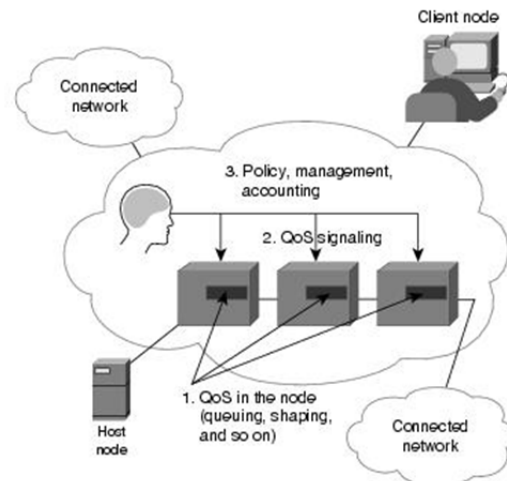 Client node
Connected
network
3. Policy, management,
accounting
2. QoS signaling
1. QoS in the node
(queuing, shaping,
and so on)
Host
node
Connected
network